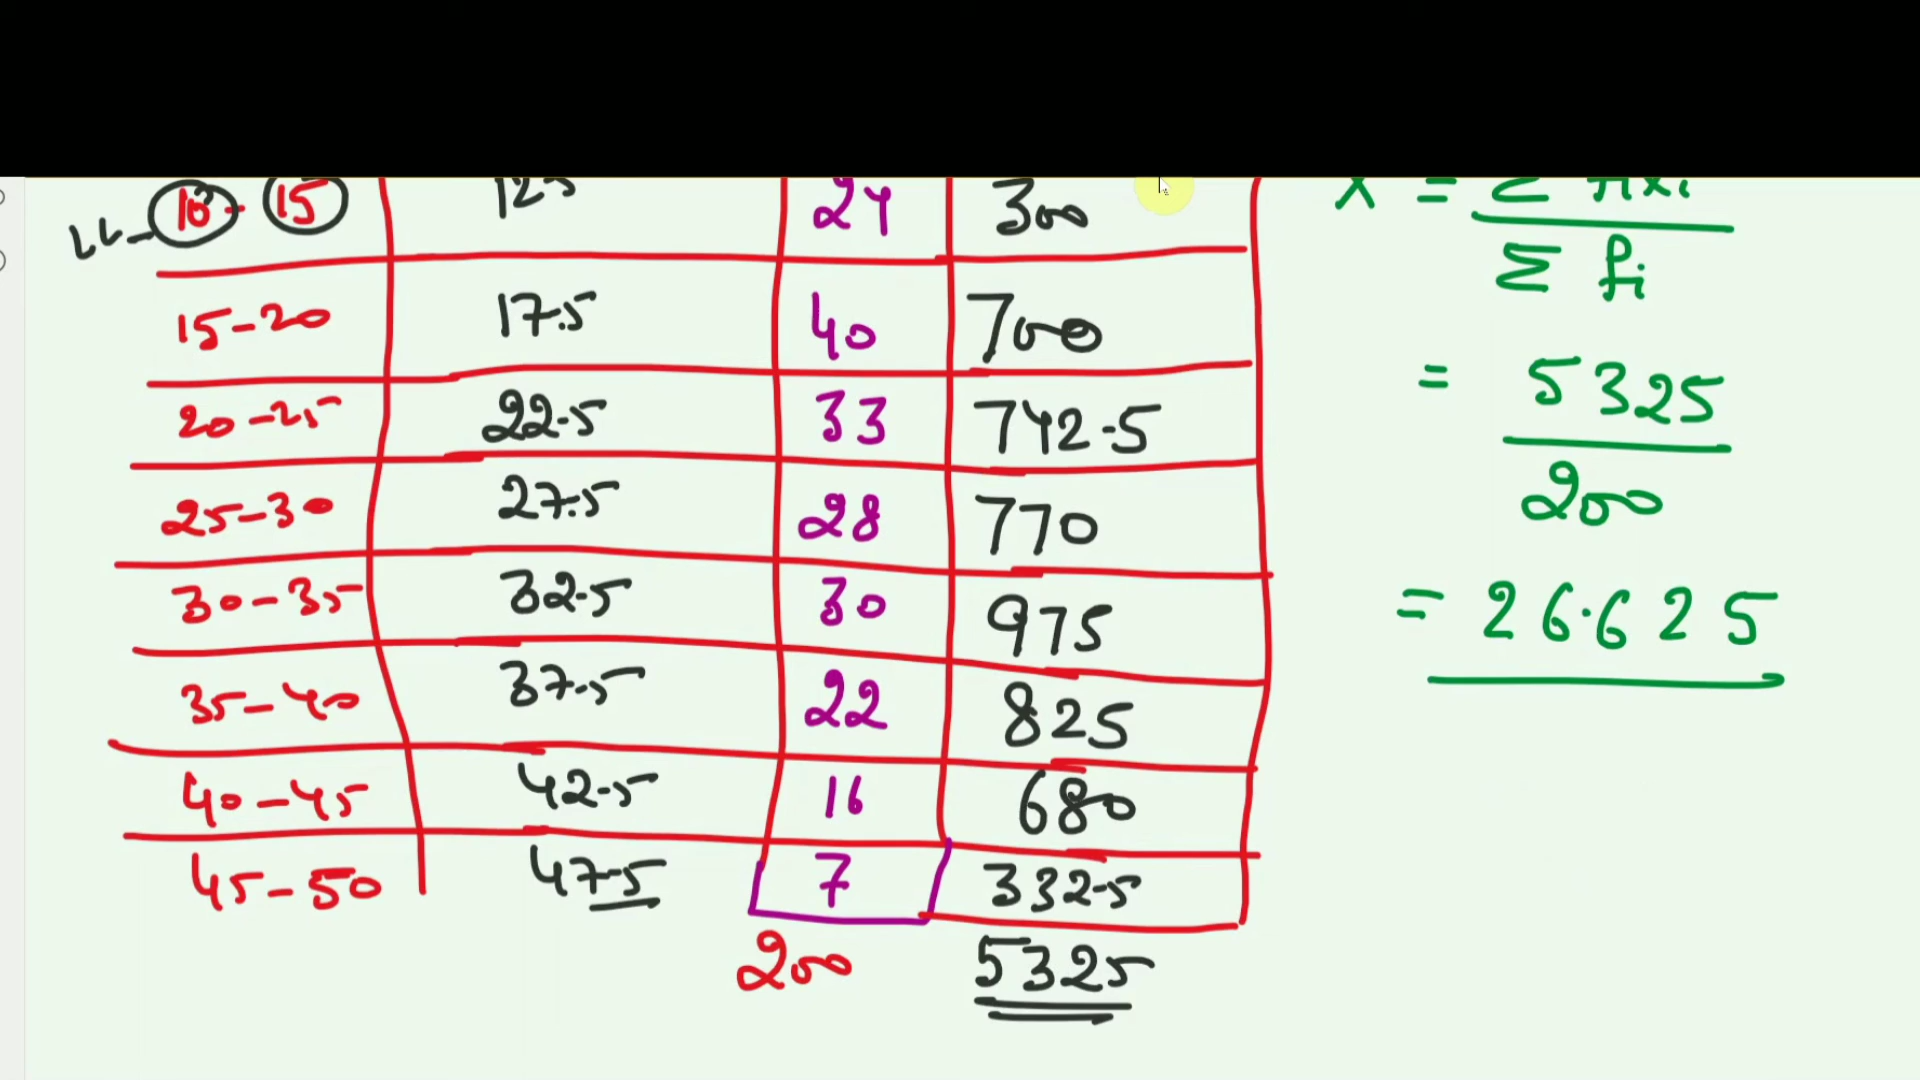 LL- 10 - 15 12.5 24 300
15-20 17.5 40 700
20-25 22.5 33 742.5
25-30 27.5 28 770
30-35 32.5 30 975
35-40 37.5 22 825
40-45 42.5 16 680
45-50 47.5 7 332.5
200 5325
x̄ = Σ fixi
Σ fi
= 5325
200
= 26.625